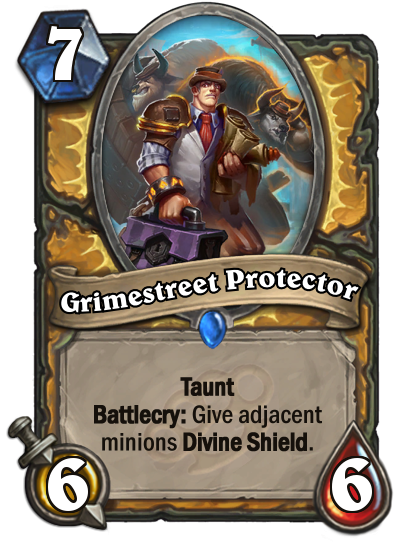 7
Grimestreet Protector
Taunt
Battlecry: Give adjacent
minions Divine Shield.
6 6